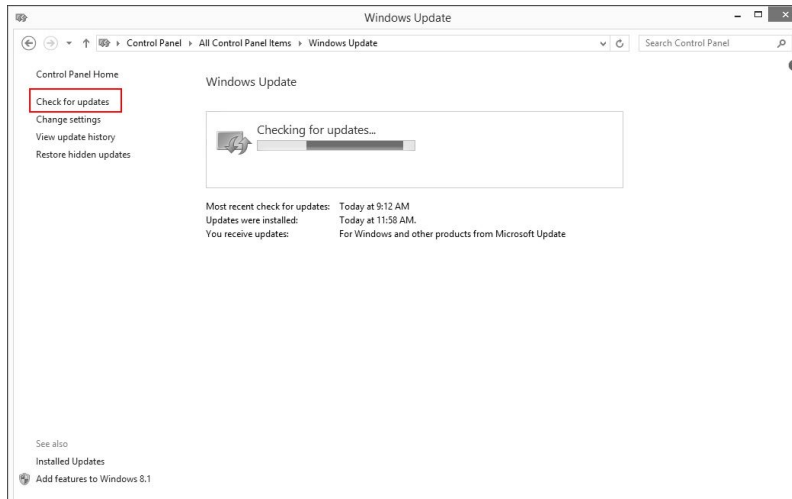 Windows Update
Control Panel ▸ All Control Panel Items ▸ Windows Update
Search Control Panel
Control Panel Home
Check for updates
Change settings
View update history
Restore hidden updates
Windows Update
Checking for updates...
Most recent check for updates: Today at 9:12 AM
Updates were installed: Today at 11:58 AM.
You receive updates: For Windows and other products from Microsoft Update
See also
Installed Updates
Add features to Windows 8.1